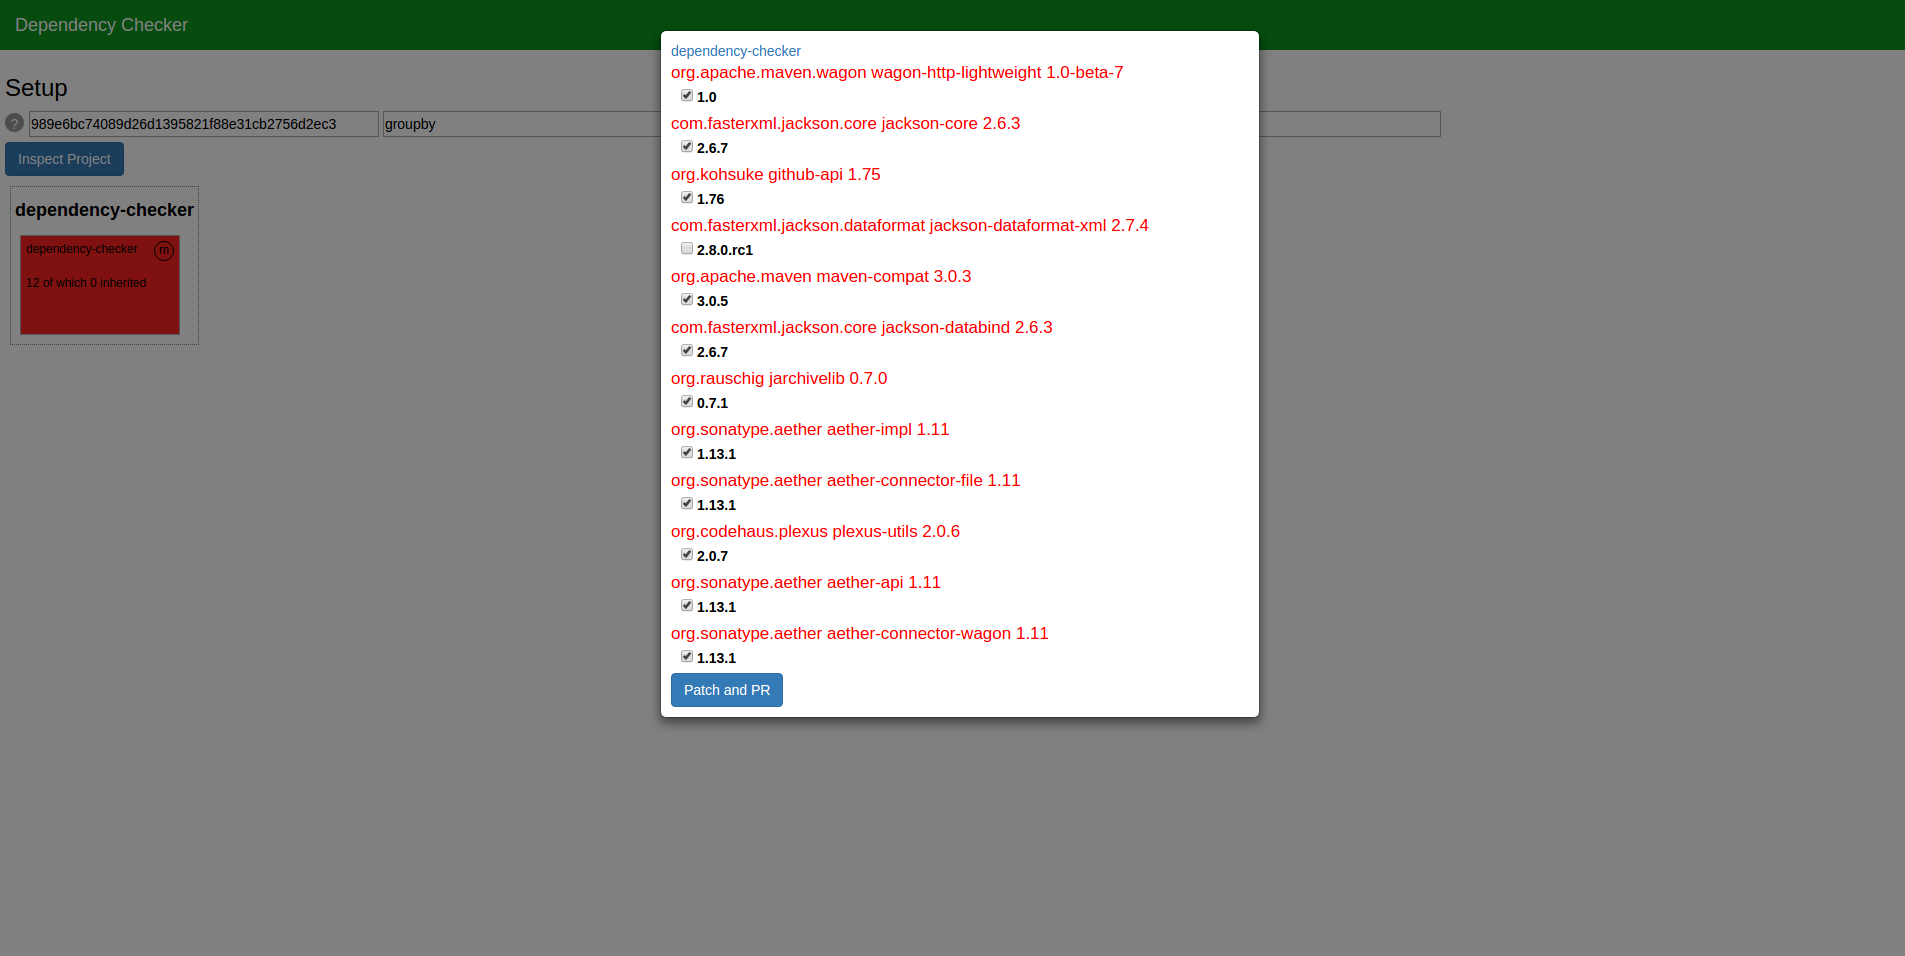 Dependency Checker
Setup
?
989e6bc74089d26d1395821f88e31cb2756d2ec3
groupby
Inspect Project
dependency-checker
dependency-checker
m
12 of which 0 inherited
dependency-checker
org.apache.maven.wagon wagon-http-lightweight 1.0-beta-7
1.0
com.fasterxml.jackson.core jackson-core 2.6.3
2.6.7
org.kohsuke github-api 1.75
1.76
com.fasterxml.jackson.dataformat jackson-dataformat-xml 2.7.4
2.8.0.rc1
org.apache.maven maven-compat 3.0.3
3.0.5
com.fasterxml.jackson.core jackson-databind 2.6.3
2.6.7
org.rauschig jarchivelib 0.7.0
0.7.1
org.sonatype.aether aether-impl 1.11
1.13.1
org.sonatype.aether aether-connector-file 1.11
1.13.1
org.codehaus.plexus plexus-utils 2.0.6
2.0.7
org.sonatype.aether aether-api 1.11
1.13.1
org.sonatype.aether aether-connector-wagon 1.11
1.13.1
Patch and PR